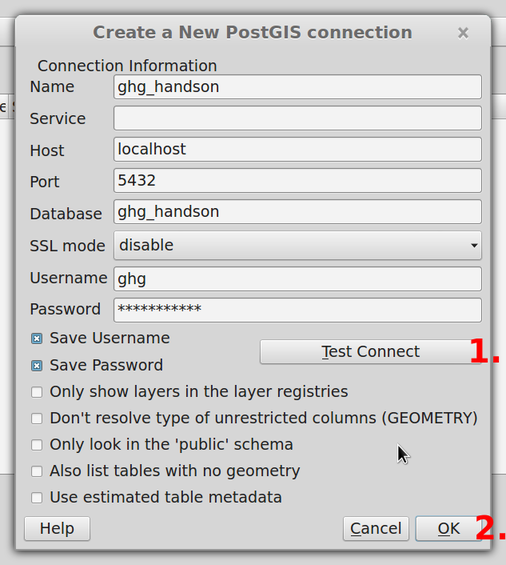 Create a New PostGIS connection ×
Connection Information
Name ghg_handson
Service
Host localhost
Port 5432
Database ghg_handson
SSL mode disable
Username ghg
Password ***********
Save Username
Test Connect 1.
Save Password
Only show layers in the layer registries
Don't resolve type of unrestricted columns (GEOMETRY)
Only look in the 'public' schema
Also list tables with no geometry
Use estimated table metadata
Help Cancel OK 2.